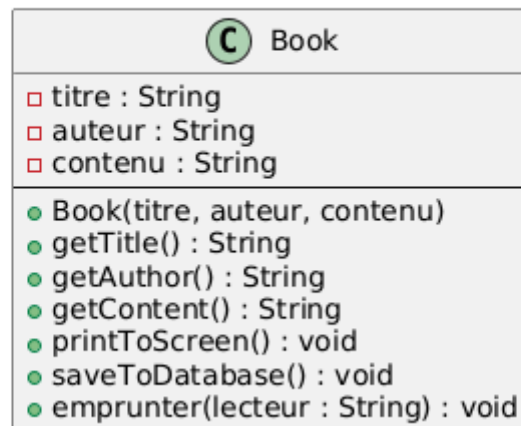 C Book
titre : String
auteur : String
contenu : String
Book(titre, auteur, contenu)
getTitle() : String
getAuthor() : String
getContent() : String
printToScreen() : void
saveToDatabase() : void
emprunter(lecteur : String) : void